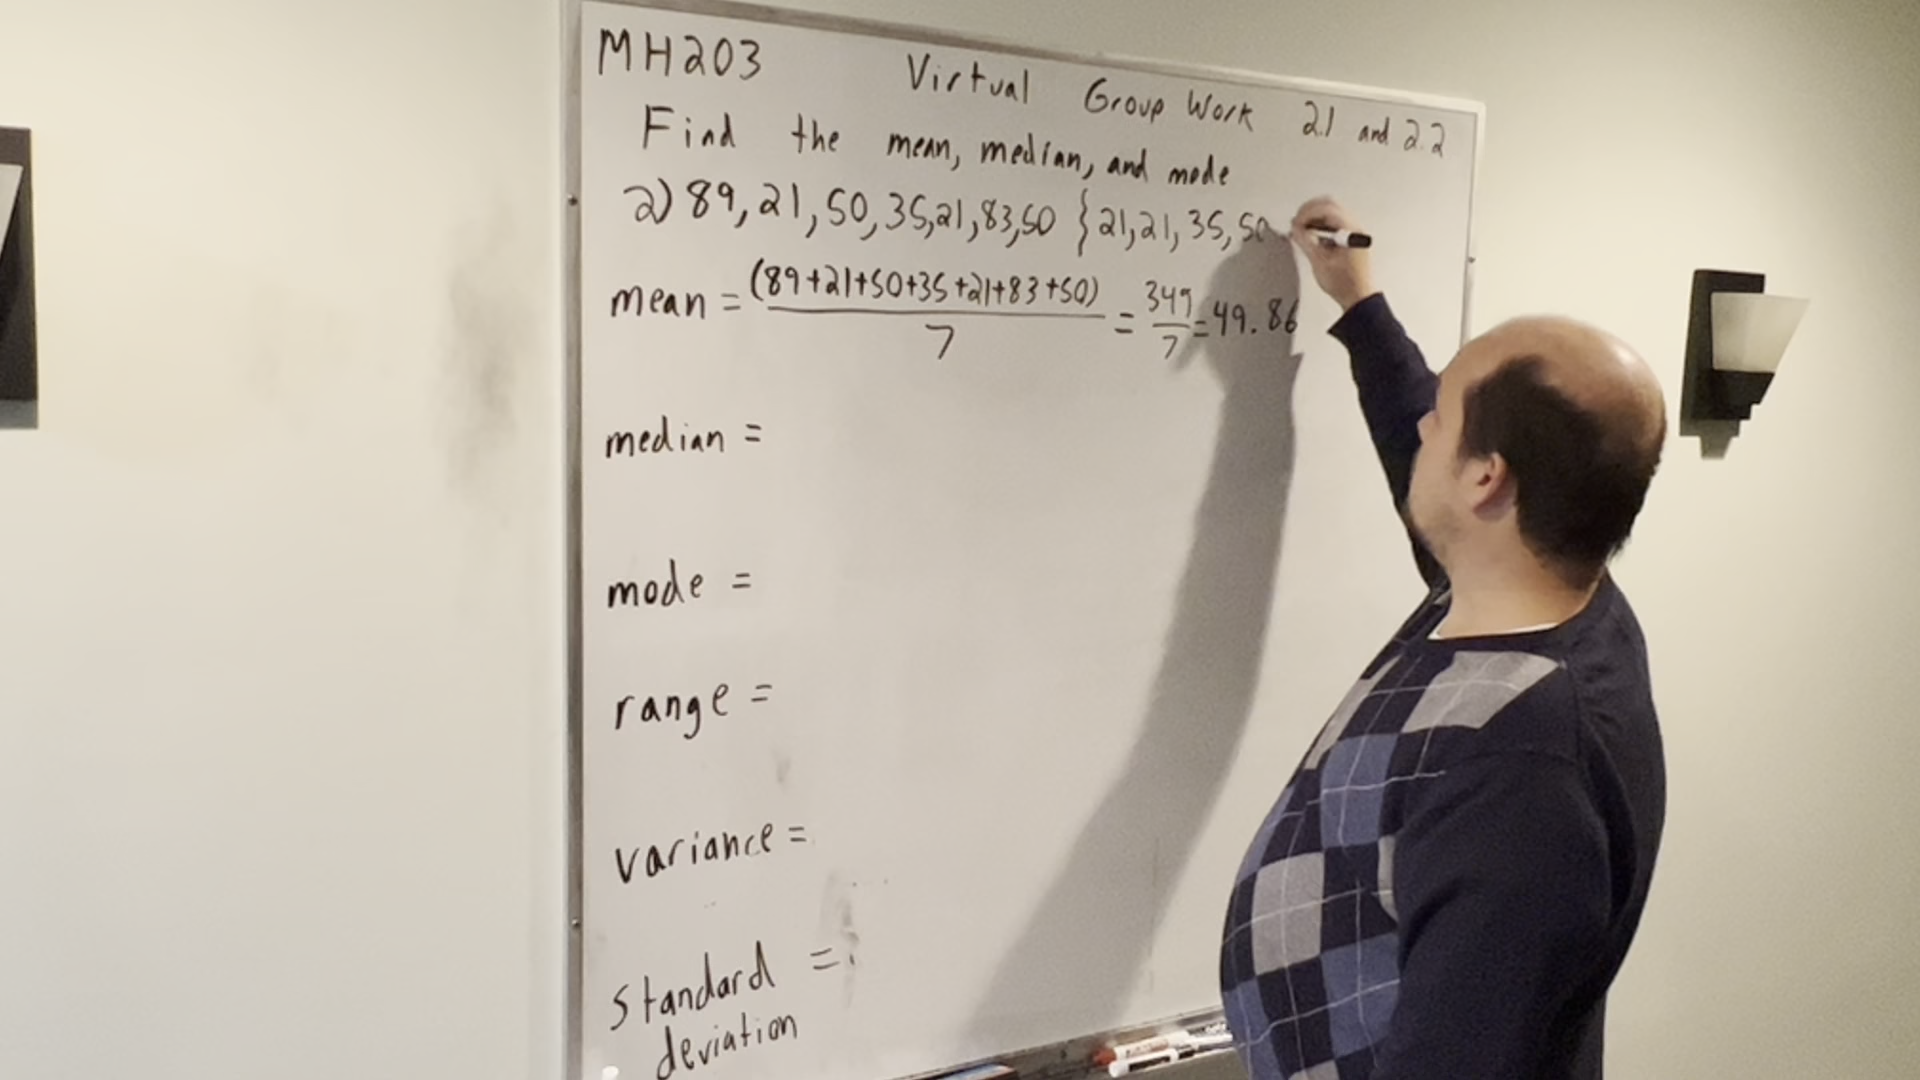 MH203 Virtual Group Work 2.1 and 2.2
Find the mean, median, and mode
2) 89, 21, 50, 35, 21, 83, 50 } 21, 21, 35, 50
mean = (89+21+50+35+21+83+50) / 7 = 349 / 7 = 49.86
median =
mode =
range =
variance =
standard =
deviation